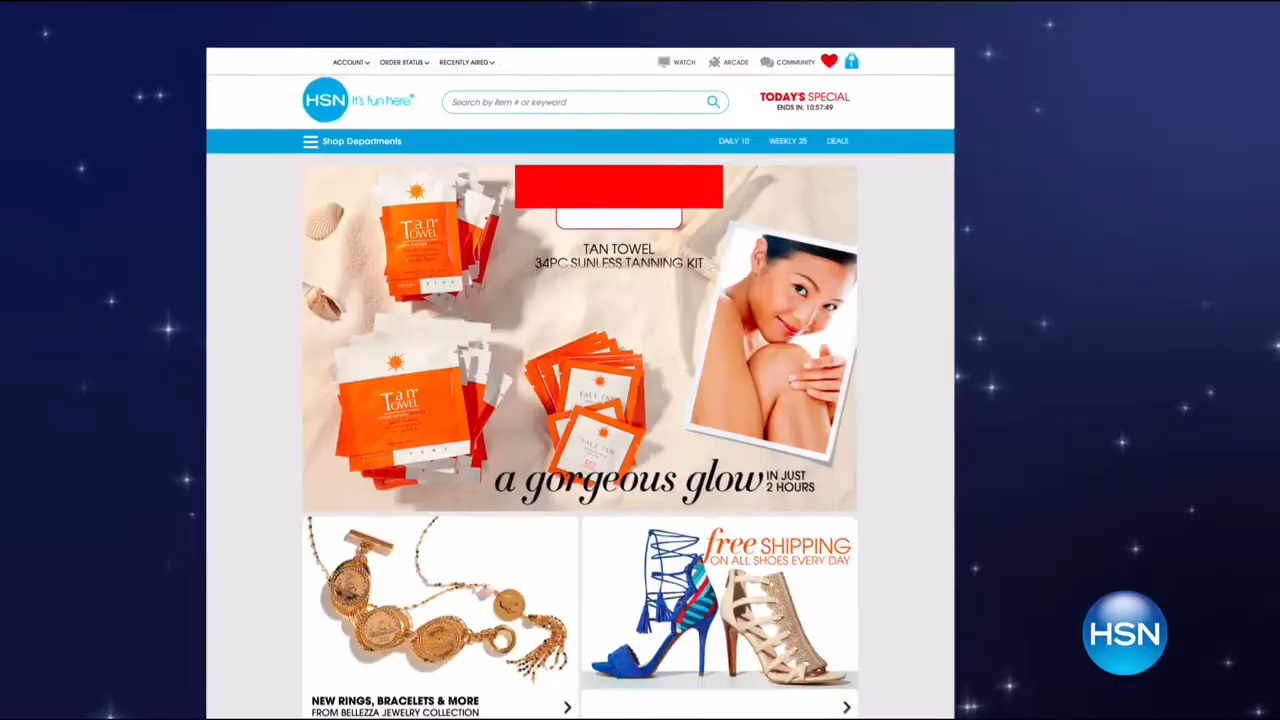 ACCOUNT ORDER STATUS RECENTLY AIRED WATCH ARCADE COMMUNITY
HSN It's fun here®
Search by item # or keyword
TODAY'S SPECIAL
ENDS IN: 10:57:49
Shop Departments DAILY 10 WEEKLY 25 DEALS
Tan
TOWEL
TAN TOWEL
34PC SUNLESS TANNING KIT
Tan
TOWEL
FACE TAN
FACE TAN
a gorgeous glow IN JUST
2 HOURS
free SHIPPING
ON ALL SHOES EVERY DAY
NEW RINGS, BRACELETS & MORE
FROM BELLEZZA JEWELRY COLLECTION
HSN